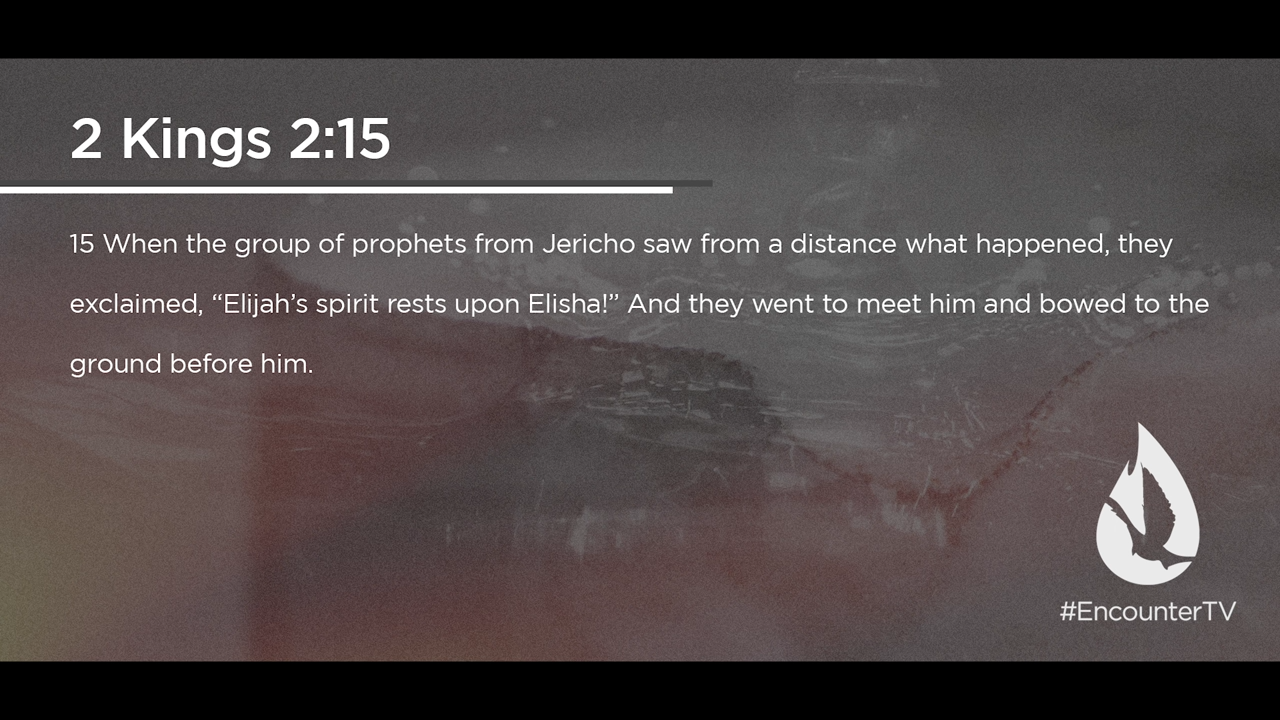 2 Kings 2:15
15 When the group of prophets from Jericho saw from a distance what happened, they
exclaimed, “Elijah’s spirit rests upon Elisha!” And they went to meet him and bowed to the
ground before him.
#EncounterTV